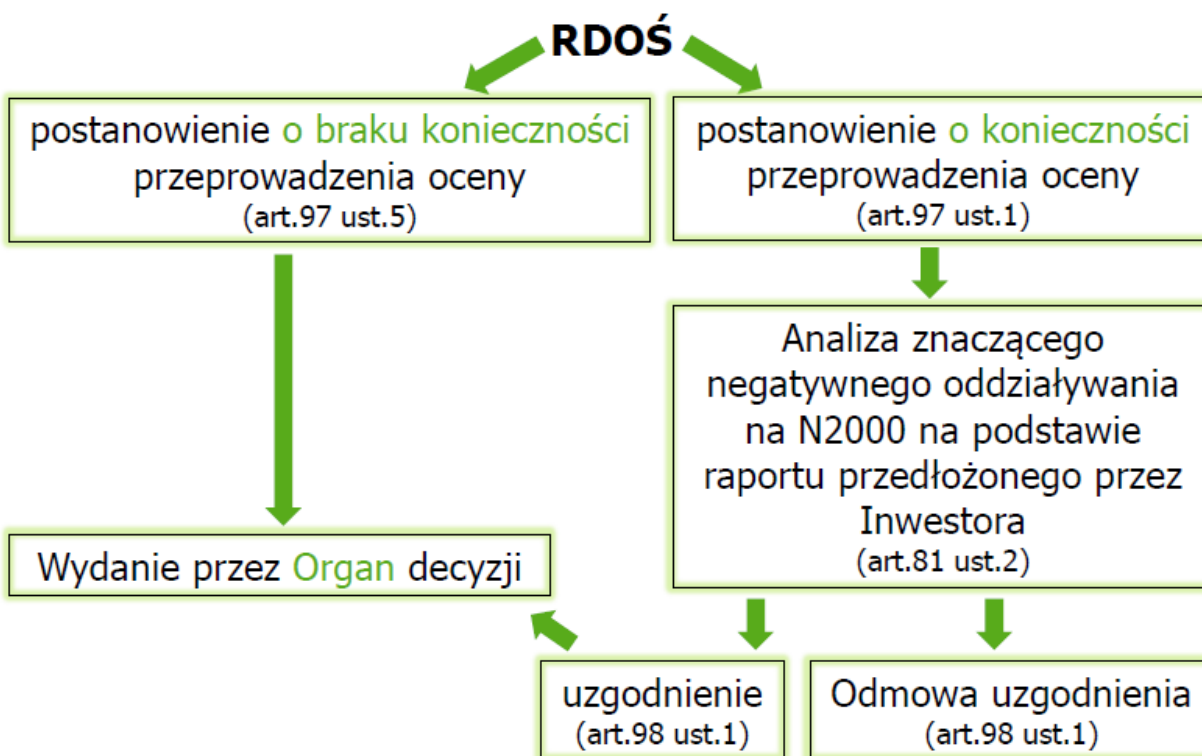 RDOŚ
postanowienie o braku konieczności
przeprowadzenia oceny
(art.97 ust.5)
postanowienie o konieczności
przeprowadzenia oceny
(art.97 ust.1)
Analiza znaczącego
negatywnego oddziaływania
na N2000 na podstawie
raportu przedłożonego przez
Inwestora
(art.81 ust.2)
Wydanie przez Organ decyzji
uzgodnienie
(art.98 ust.1)
Odmowa uzgodnienia
(art.98 ust.1)